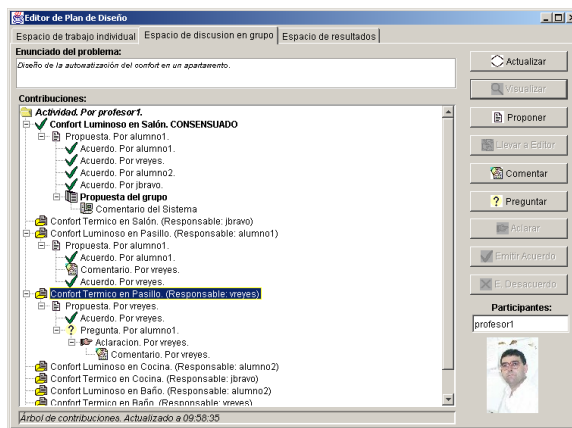 Editor de Plan de Diseño
Espacio de trabajo individual Espacio de discusion en grupo Espacio de resultados
Enunciado del problema:
Diseño de la automatización del confort en un apartamento.
Contribuciones:
Actividad. Por profesor1.
Confort Luminoso en Salón. CONSENSUADO
Propuesta. Por alumno1.
Acuerdo. Por alumno1.
Acuerdo. Por vreyes.
Acuerdo. Por alumno2.
Acuerdo. Por jbravo.
Propuesta del grupo
Comentario del Sistema
Confort Termico en Salón. (Responsable: jbravo)
Confort Luminoso en Pasillo. (Responsable: alumno1)
Propuesta. Por alumno1.
Acuerdo. Por alumno1.
Comentario. Por vreyes.
Acuerdo. Por vreyes.
Confort Termico en Pasillo. (Responsable: vreyes)
Propuesta. Por vreyes.
Acuerdo. Por vreyes.
Pregunta. Por alumno1.
Aclaracion. Por vreyes.
Comentario. Por vreyes.
Confort Luminoso en Cocina. (Responsable: alumno2)
Confort Termico en Cocina. (Responsable: jbravo)
Confort Luminoso en Baño. (Responsable: alumno2)
Confort Termico en Baño. (Responsable: vreyes)
Árbol de contribuciones. Actualizado a 09:58:35
Actualizar
Visualizar
Proponer
Llevar a Editor
Comentar
Preguntar
Aclarar
Emitir Acuerdo
E. Desacuerdo
Participantes:
profesor1